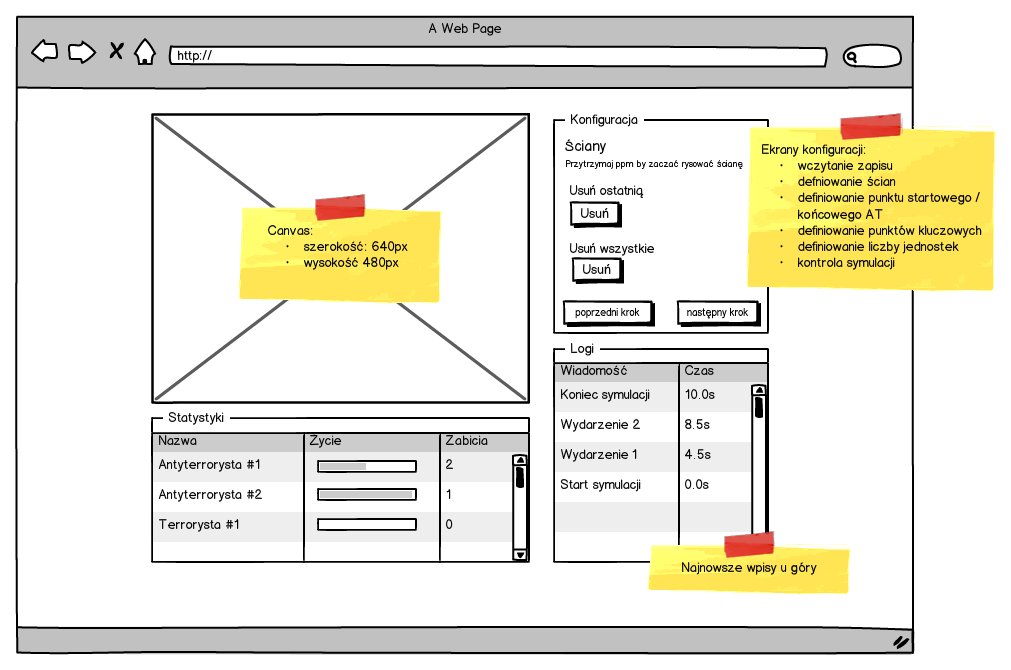 A Web Page
http://
Canvas:
· szerokość: 640px
· wysokość 480px
Konfiguracja
Ściany
Przytrzymaj ppm by zacząć rysować ścianę
Usuń ostatnią
Usuń
Usuń wszystkie
Usuń
poprzedni krok
następny krok
Ekrany konfiguracji:
· wczytanie zapisu
· defniowanie ścian
· definiowanie punktu startowego /
końcowego AT
· definiowanie punktów kluczowych
· definiowanie liczby jednostek
· kontrola symulacji
Statystyki
Nazwa Życie Zabicia
Antyterrorysta #1 2
Antyterrorysta #2 1
Terrorysta #1 0
Logi
Wiadomość Czas
Koniec symulacji 10.0s
Wydarzenie 2 8.5s
Wydarzenie 1 4.5s
Start symulacji 0.0s
Najnowsze wpisy u góry